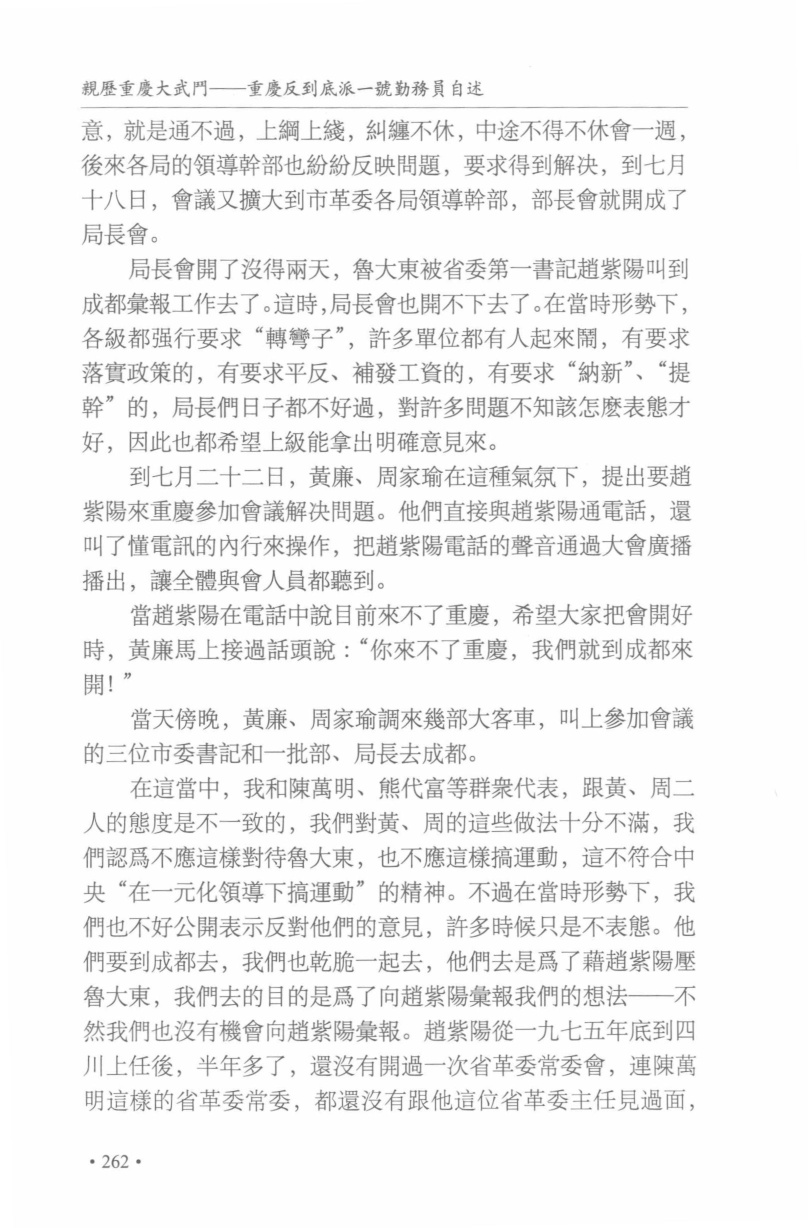 親歷重慶大武鬥——重慶反到底派一號勤務員自述
意，就是通不過，上綱上綫，糾纏不休，中途不得不休會一週，
後來各局的領導幹部也紛紛反映問題，要求得到解决，到七月
十八日，會議又擴大到市革委各局領導幹部，部長會就開成了
局長會。
局長會開了沒得兩天，魯大東被省委第一書記趙紫陽叫到
成都彙報工作去了。這時，局長會也開不下去了。在當時形勢下，
各級都强行要求“轉彎子”，許多單位都有人起來鬧，有要求
落實政策的，有要求平反、補發工資的，有要求“納新”、“提
幹”的，局長們日子都不好過，對許多問題不知該怎麽表態才
好，因此也都希望上級能拿出明確意見來。
到七月二十二日，黃廉、周家瑜在這種氣氛下，提出要趙
紫陽來重慶參加會議解决問題。他們直接與趙紫陽通電話，還
叫了懂電訊的內行來操作，把趙紫陽電話的聲音通過大會廣播
播出，讓全體與會人員都聽到。
當趙紫陽在電話中說目前來不了重慶，希望大家把會開好
時，黃廉馬上接過話頭說：“你來不了重慶，我們就到成都來
開！”
當天傍晚，黃廉、周家瑜調來幾部大客車，叫上參加會議
的三位市委書記和一批部、局長去成都。
在這當中，我和陳萬明、熊代富等群衆代表，跟黃、周二
人的態度是不一致的，我們對黃、周的這些做法十分不滿，我
們認爲不應這樣對待魯大東，也不應這樣搞運動，這不符合中
央“在一元化領導下搞運動”的精神。不過在當時形勢下，我
們也不好公開表示反對他們的意見，許多時候只是不表態。他
們要到成都去，我們也乾脆一起去，他們去是爲了藉趙紫陽壓
魯大東，我們去的目的是爲了向趙紫陽彙報我們的想法——不
然我們也沒有機會向趙紫陽彙報。趙紫陽從一九七五年底到四
川上任後，半年多了，還沒有開過一次省革委常委會，連陳萬
明這樣的省革委常委，都還沒有跟他這位省革委主任見過面，
·262·